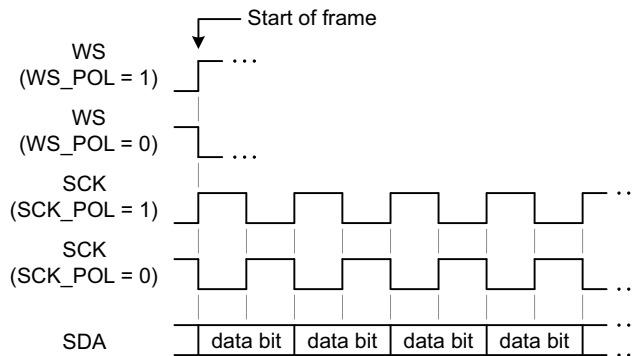 Start of frame
WS
(WS_POL = 1)
WS
(WS_POL = 0)
SCK
(SCK_POL = 1)
SCK
(SCK_POL = 0)
SDA
data bit data bit data bit data bit